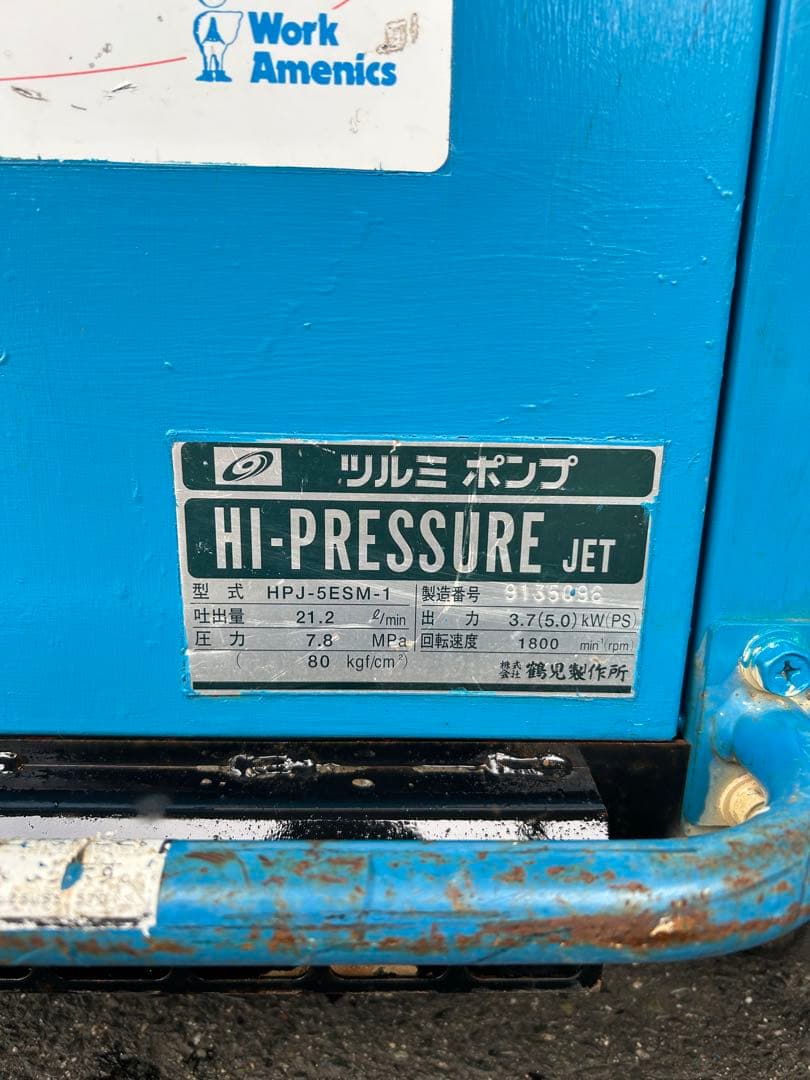 Work
Amenics
ツルミ ポンプ
HI-PRESSURE JET
型式 HPJ-5ESM-1 製造番号
吐出量 21.2 ℓ/min 出力 3.7(5.0)kW(PS)
圧力 7.8 MPa 回転速度 1800 min⁻¹(rpm)
( 80 kgf/cm²) 株式会社 鶴見製作所